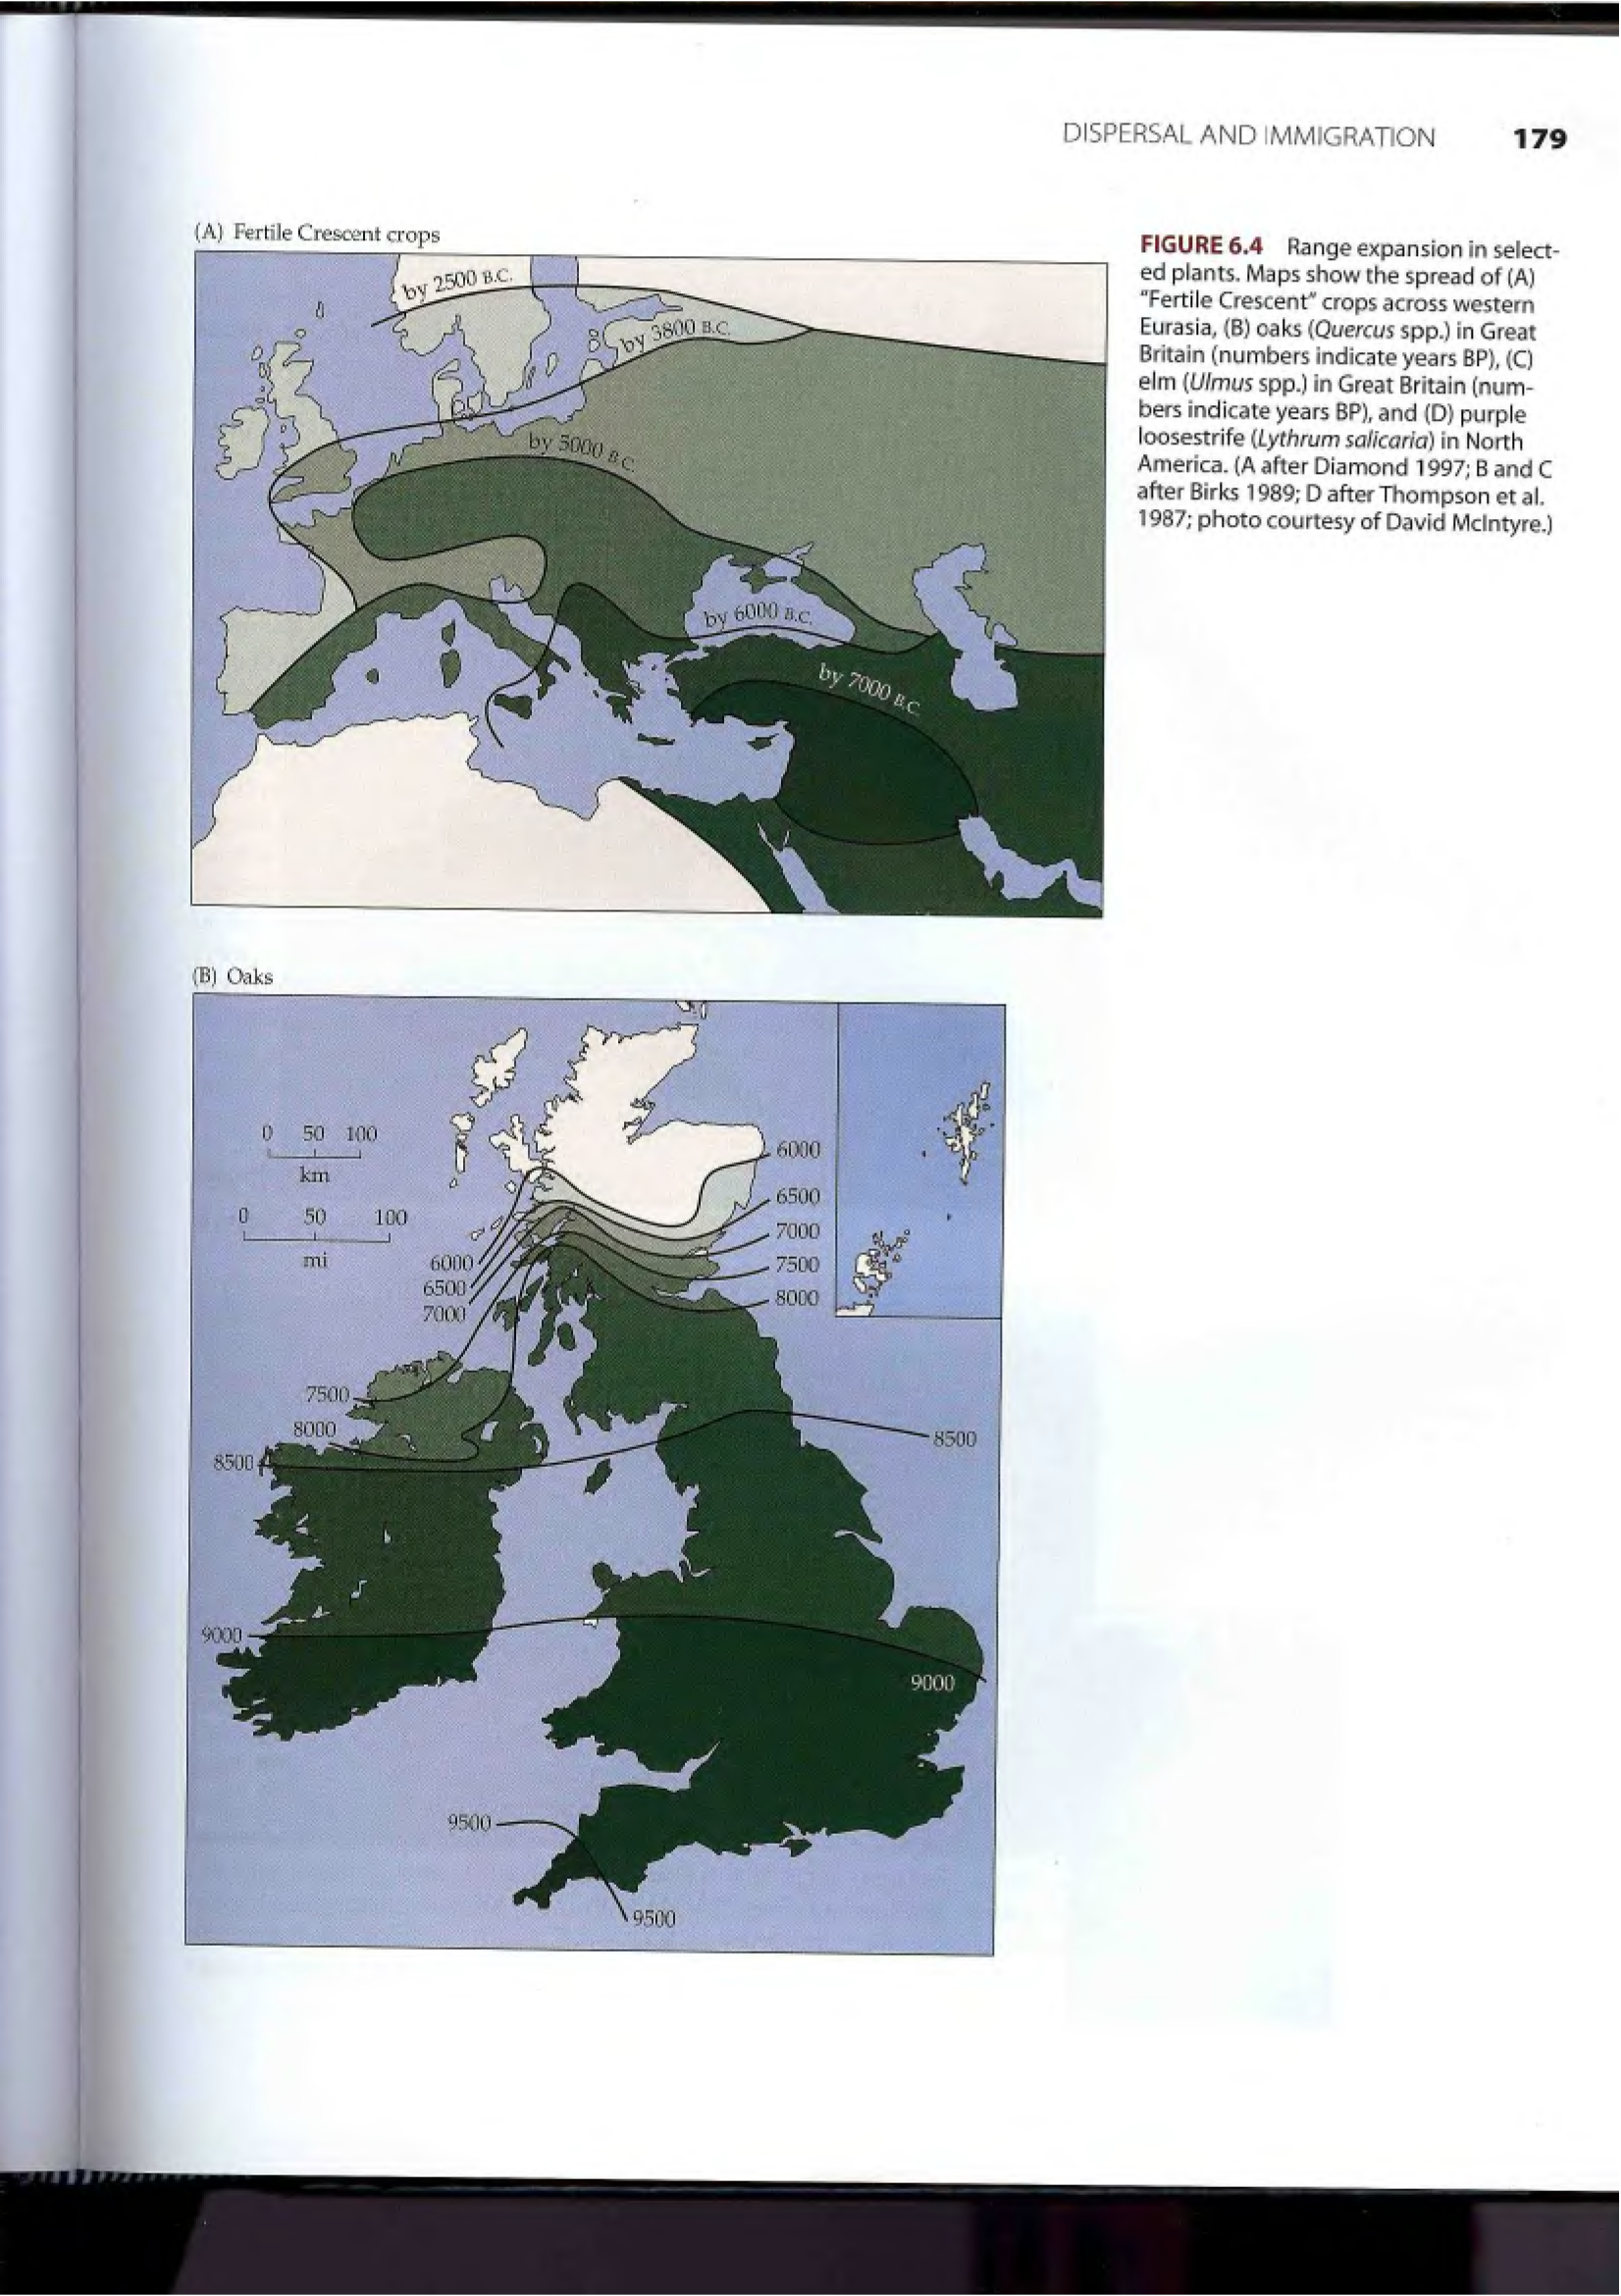 DISPERSAL AND IMMIGRATION 179
(A) Fertile Crescent crops
by 2500 B.C.
by 3800 B.C.
by 5000 B.C.
by 6000 B.C.
by 7000 B.C.
FIGURE 6.4 Range expansion in select-
ed plants. Maps show the spread of (A)
"Fertile Crescent" crops across western
Eurasia, (B) oaks (Quercus spp.) in Great
Britain (numbers indicate years BP), (C)
elm (Ulmus spp.) in Great Britain (num-
bers indicate years BP), and (D) purple
loosestrife (Lythrum salicaria) in North
America. (A after Diamond 1997; B and C
after Birks 1989; D after Thompson et al.
1987; photo courtesy of David McIntyre.)
(B) Oaks
0 50 100
km
0 50 100
mi
6000
6500
7000
7500
8000
6000
6500
7000
7500
8000
8500
8500
9000
9000
9500
9500